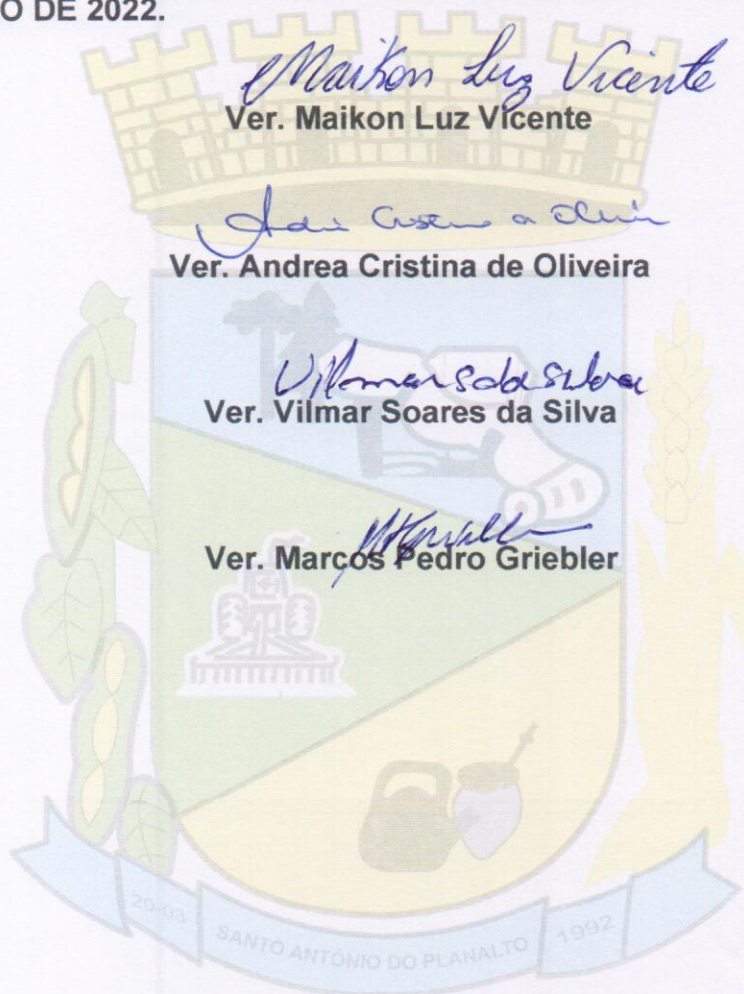 O DE 2022.
Maikon Luz Vicente
Ver. Maikon Luz Vicente
Ver. Andrea Cristina de Oliveira
Ver. Vilmar Soares da Silva
Ver. Marcos Pedro Griebler
20-03 SANTO ANTÔNIO DO PLANALTO 1992